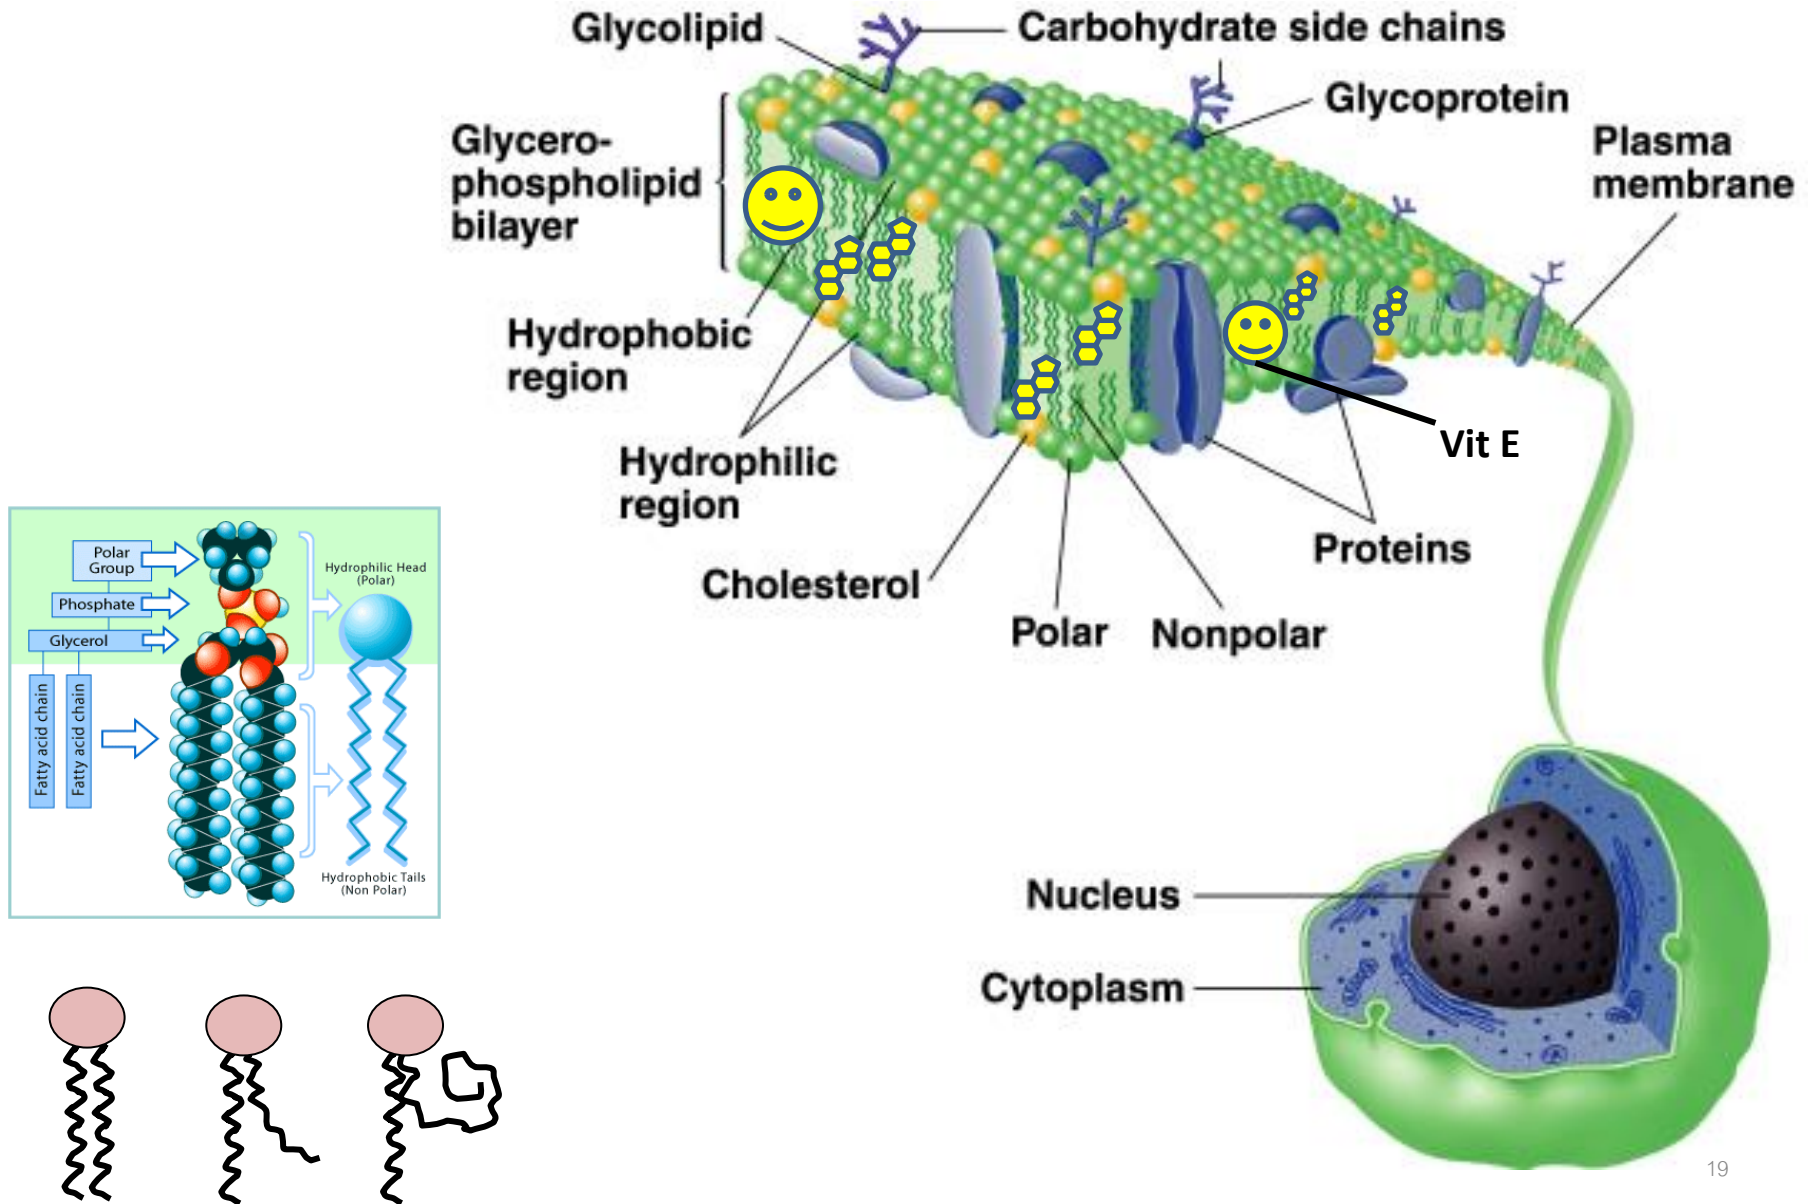 Glycolipid
Carbohydrate side chains
Glycoprotein
Plasma
membrane
Glycero-
phospholipid
bilayer
Hydrophobic
region
Hydrophilic
region
Vit E
Proteins
Cholesterol
Polar
Nonpolar
Polar
Group
Phosphate
Glycerol
Fatty acid chain
Fatty acid chain
Hydrophilic Head
(Polar)
Hydrophobic Tails
(Non Polar)
Nucleus
Cytoplasm
19